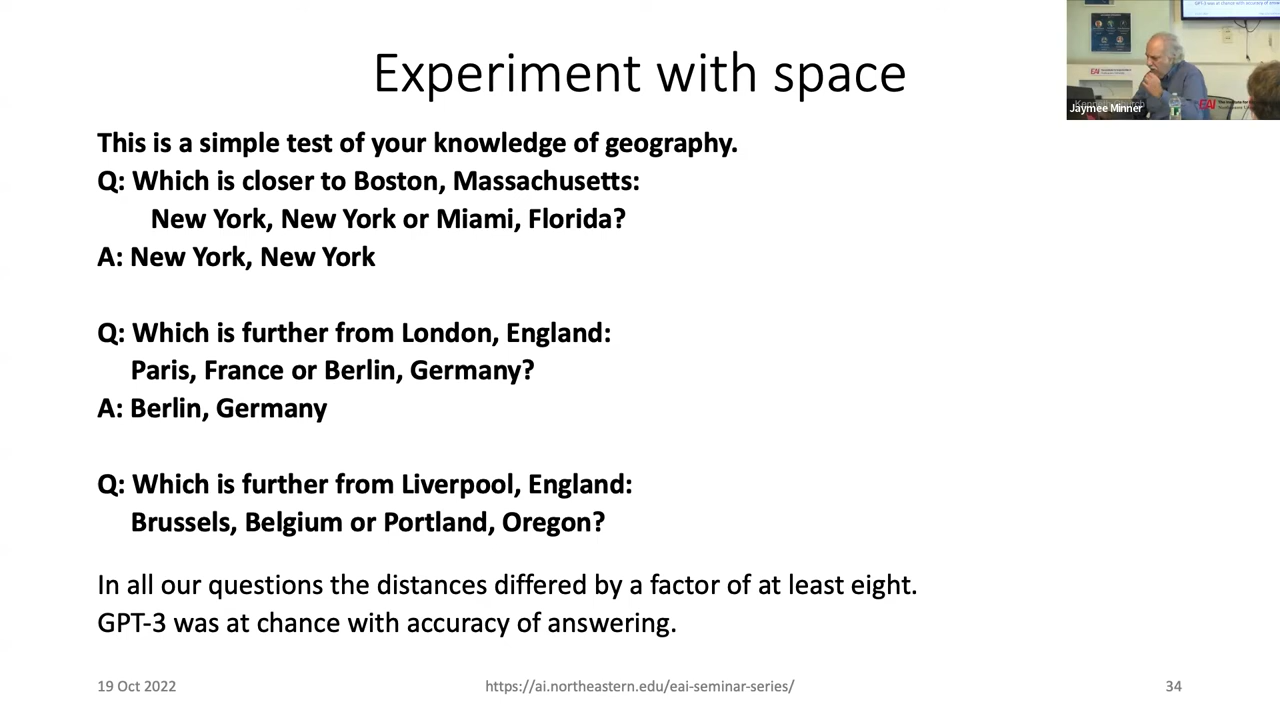 Experiment with space
This is a simple test of your knowledge of geography.
Q: Which is closer to Boston, Massachusetts:
New York, New York or Miami, Florida?
A: New York, New York
Q: Which is further from London, England:
Paris, France or Berlin, Germany?
A: Berlin, Germany
Q: Which is further from Liverpool, England:
Brussels, Belgium or Portland, Oregon?
In all our questions the distances differed by a factor of at least eight.
GPT-3 was at chance with accuracy of answering.
19 Oct 2022
https://ai.northeastern.edu/eai-seminar-series/
34
Jaymee Minner
EAI
EAI